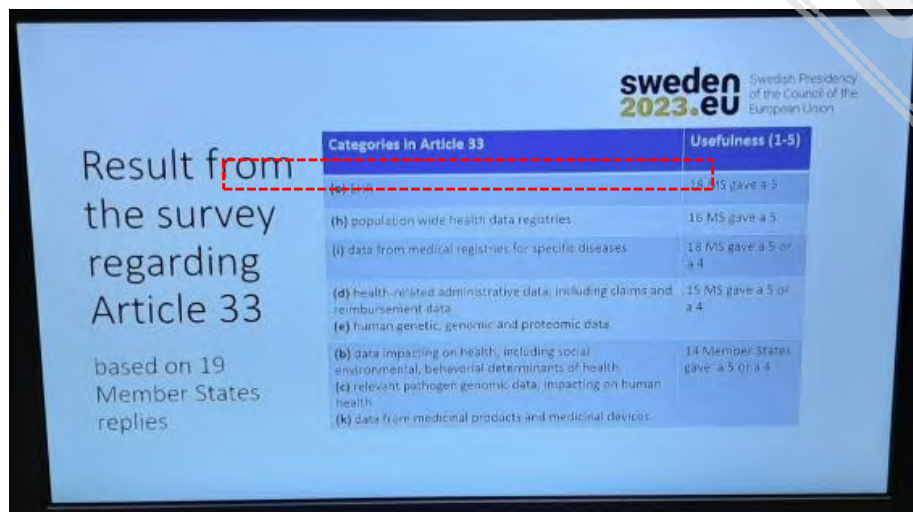 sweden
2023.eu
Swedish Presidency
of the Council of the
European Union
Result from
the survey
regarding
Article 33
based on 19
Member States
replies
Categories in Article 33
Usefulness (1-5)
EHR
18 MS gave a 5
(h) population wide health data registries
16 MS gave a 5
(i) data from medical registries for specific diseases
18 MS gave a 5 or
a 4
(d) health-related administrative data, including claims and
reimbursement data
(e) human genetic, genomic and proteomic data
15 MS gave a 5 or
a 4
(b) data impacting on health, including social
environmental, behavorial determinants of health
(c) relevant pathogen genomic data, impacting on human
health
(k) data from medicinal products and medicinal devices
14 Member States
gave a 5 or a 4